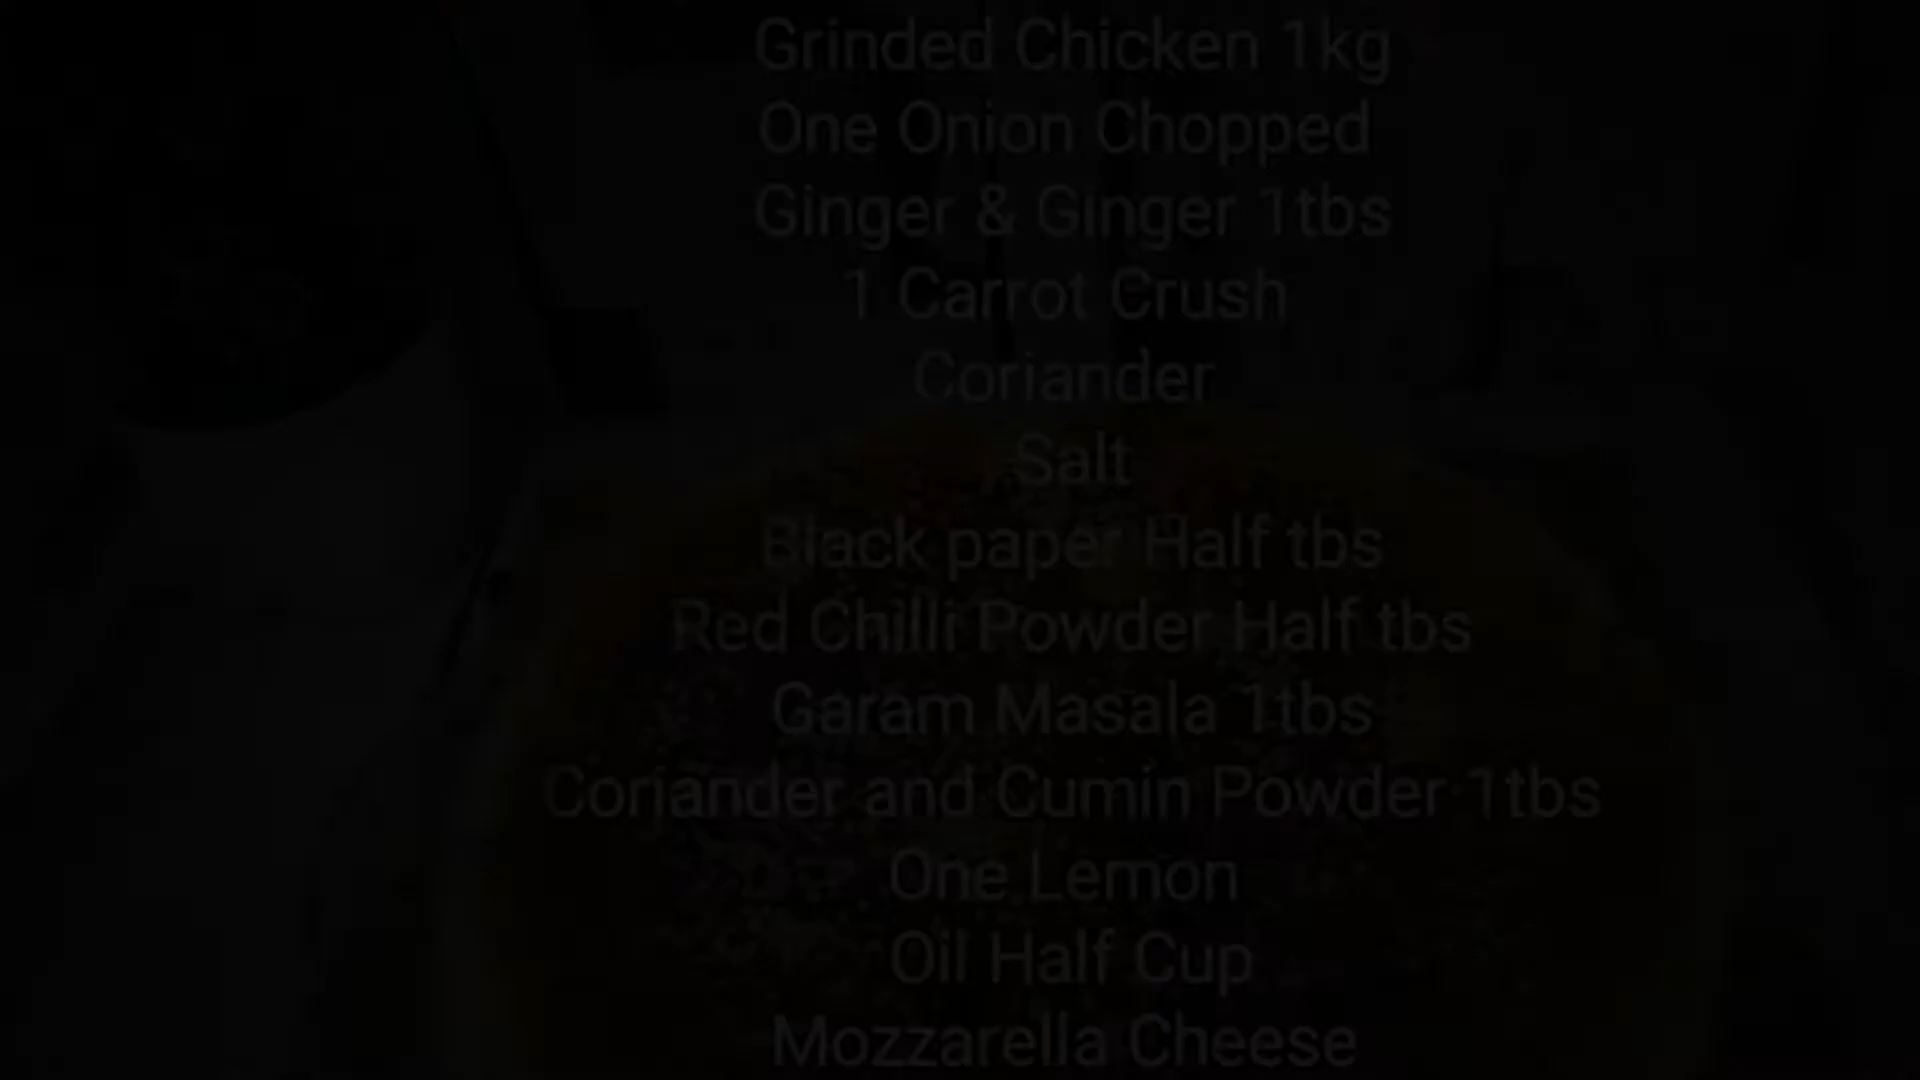 Grinded Chicken 1kg
One Onion Chopped
Ginger & Ginger 1tbs
1 Carrot Crush
Coriander
Salt
Black paper Half tbs
Red Chilli Powder Half tbs
Garam Masala 1tbs
Coriander and Cumin Powder 1tbs
One Lemon
Oil Half Cup
Mozzarella Cheese